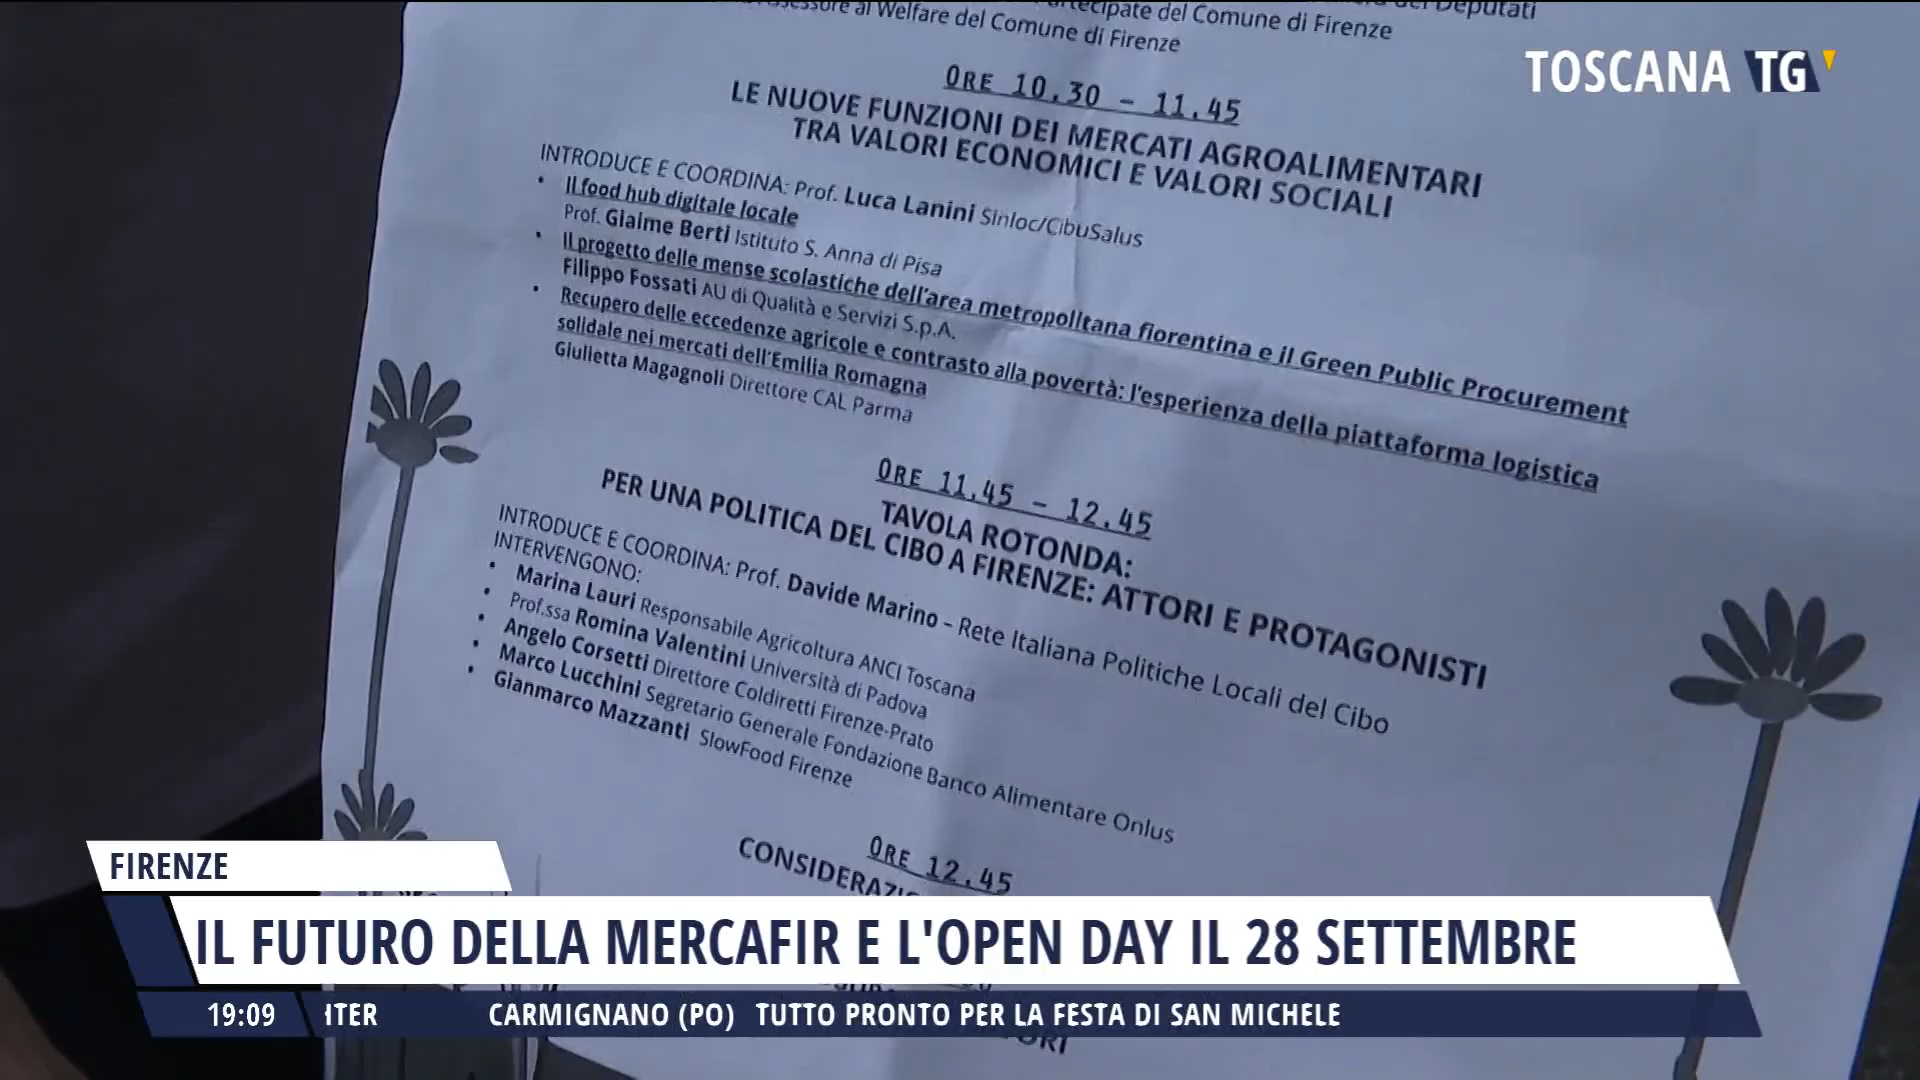 Partecipate del Comune di Firenze
al Welfare del Comune di Firenze
ORE 10.30 - 11.45
LE NUOVE FUNZIONI DEI MERCATI AGROALIMENTARI
TRA VALORI ECONOMICI E VALORI SOCIALI
INTRODUCE E COORDINA: Prof. Luca Lanini Sinloc/CibuSalus
• Il food hub digitale locale
Prof. Giaime Berti Istituto S. Anna di Pisa
• Il progetto delle mense scolastiche dell'area metropolitana fiorentina e il Green Public Procurement
Filippo Fossati AU di Qualità e Servizi S.p.A.
• Recupero delle eccedenze agricole e contrasto alla povertà: l'esperienza della piattaforma logistica
solidale nei mercati dell'Emilia Romagna
Giulietta Magagnoli Direttore CAL Parma
ORE 11.45 - 12.45
TAVOLA ROTONDA:
PER UNA POLITICA DEL CIBO A FIRENZE: ATTORI E PROTAGONISTI
INTRODUCE E COORDINA: Prof. Davide Marino - Rete Italiana Politiche Locali del Cibo
INTERVENGONO:
• Marina Lauri Responsabile Agricoltura ANCI Toscana
• Prof.ssa Romina Valentini Università di Padova
• Angelo Corsetti Direttore Coldiretti Firenze-Prato
• Marco Lucchini Segretario Generale Fondazione Banco Alimentare Onlus
• Gianmarco Mazzanti SlowFood Firenze
ORE 12.45
TOSCANA TG
FIRENZE
IL FUTURO DELLA MERCAFIR E L'OPEN DAY IL 28 SETTEMBRE
19:09 CARMIGNANO (PO) TUTTO PRONTO PER LA FESTA DI SAN MICHELE